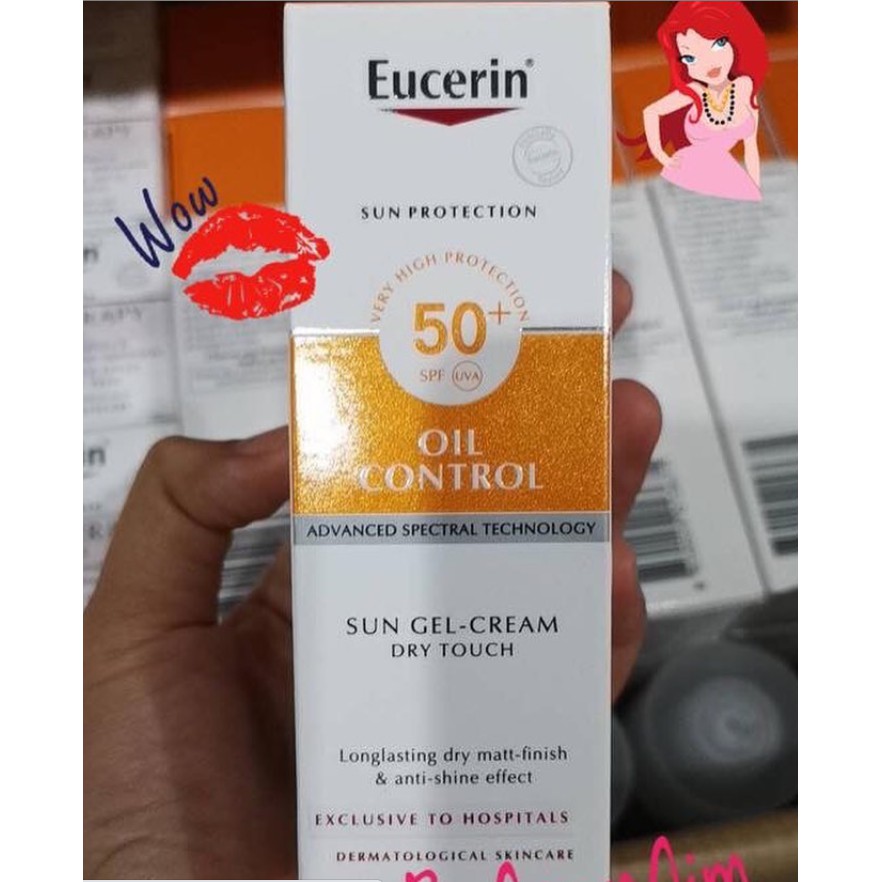 Eucerin®
SUN PROTECTION
Wow
VERY HIGH PROTECTION
50+
SPF UVA
OIL
CONTROL
ADVANCED SPECTRAL TECHNOLOGY
SUN GEL-CREAM
DRY TOUCH
Longlasting dry matt-finish
& anti-shine effect
EXCLUSIVE TO HOSPITALS
DERMATOLOGICAL SKINCARE